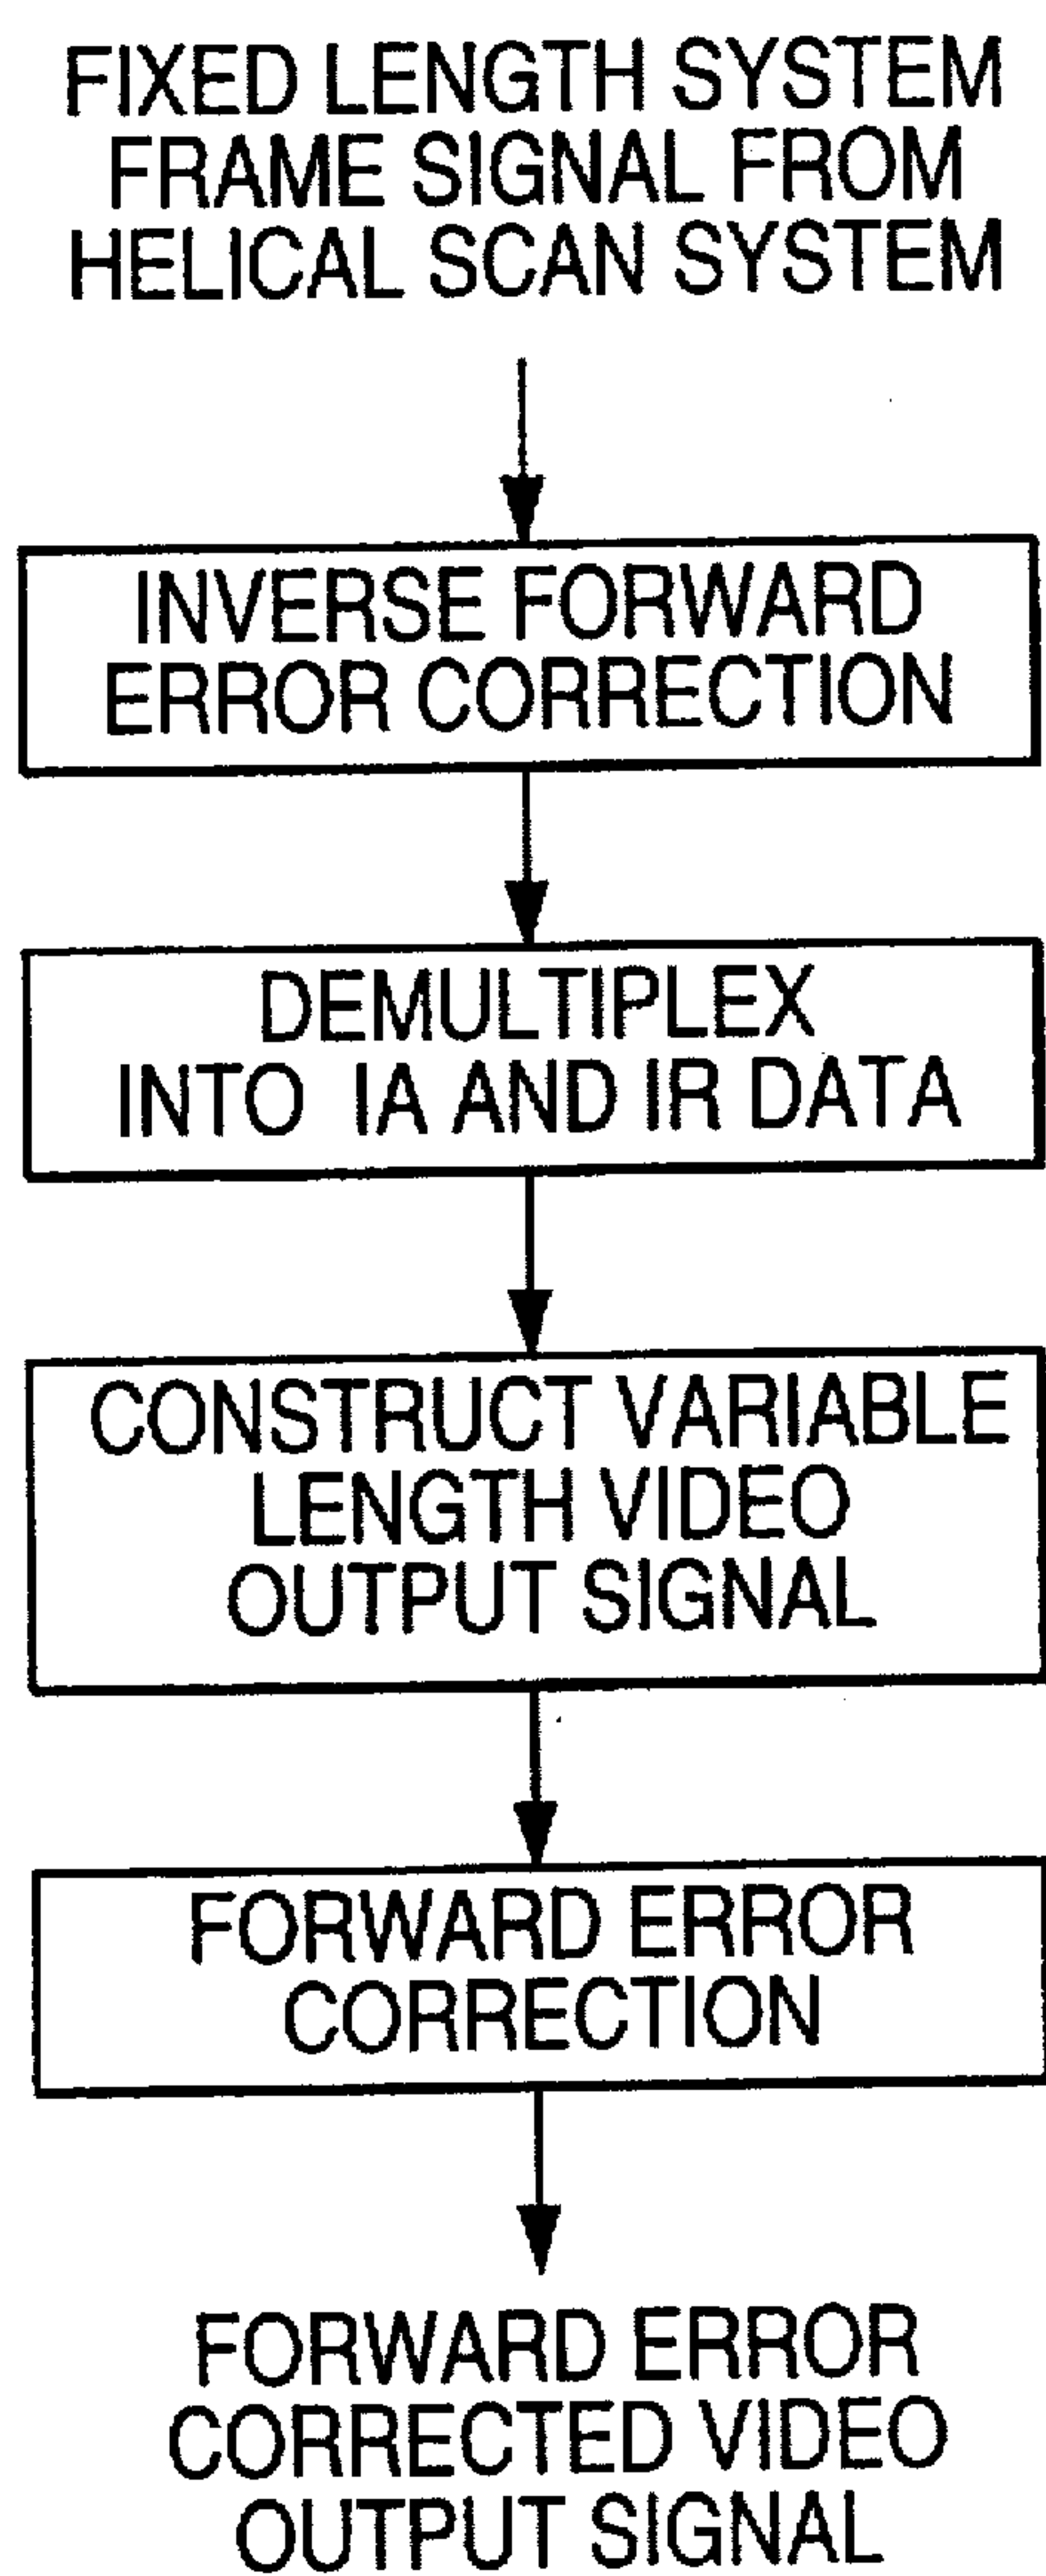 FIXED LENGTH SYSTEM
FRAME SIGNAL FROM
HELICAL SCAN SYSTEM
INVERSE FORWARD
ERROR CORRECTION
DEMULTIPLEX
INTO IA AND IR DATA
CONSTRUCT VARIABLE
LENGTH VIDEO
OUTPUT SIGNAL
FORWARD ERROR
CORRECTION
FORWARD ERROR
CORRECTED VIDEO
OUTPUT SIGNAL